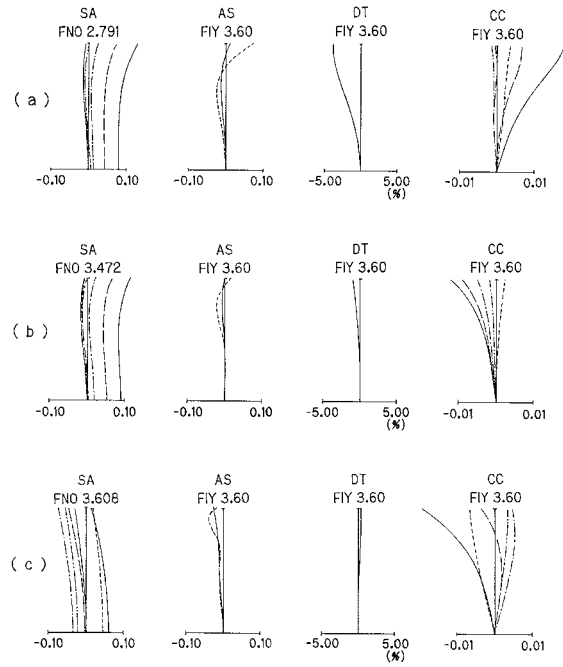 SA AS DT CC
FNO 2.791 FIY 3.60 FIY 3.60 FIY 3.60
(a)
-0.10 0.10 -0.10 0.10 -5.00 5.00 -0.01 0.01
(%)
SA AS DT CC
FNO 3.472 FIY 3.60 FIY 3.60 FIY 3.60
(b)
-0.10 0.10 -0.10 0.10 -5.00 5.00 -0.01 0.01
(%)
SA AS DT CC
FNO 3.608 FIY 3.60 FIY 3.60 FIY 3.60
(c)
-0.10 0.10 -0.10 0.10 -5.00 5.00 -0.01 0.01
(%)